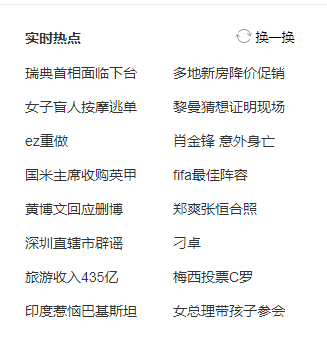 实时热点 换一换
瑞典首相面临下台 多地新房降价促销
女子盲人按摩逃单 黎曼猜想证明现场
ez重做 肖金锋 意外身亡
国米主席收购英甲 fifa最佳阵容
黄博文回应删博 郑爽张恒合照
深圳直辖市辟谣 刁卓
旅游收入435亿 梅西投票C罗
印度惹恼巴基斯坦 女总理带孩子参会